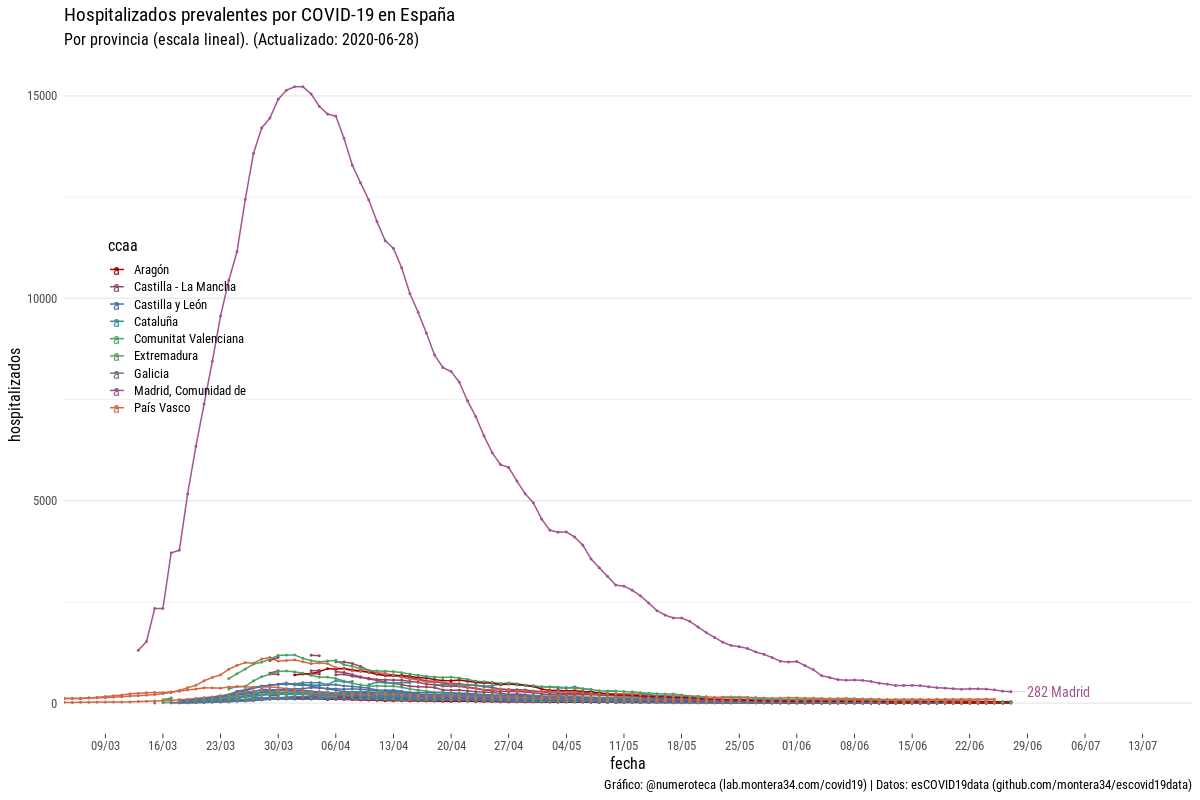 Hospitalizados prevalentes por COVID-19 en España
Por provincia (escala lineal). (Actualizado: 2020-06-28)
15000
10000
5000
0
hospitalizados
ccaa
a Aragón
a Castilla - La Mancha
a Castilla y León
a Cataluña
a Comunitat Valenciana
a Extremadura
a Galicia
a Madrid, Comunidad de
a País Vasco
282 Madrid
09/03 16/03 23/03 30/03 06/04 13/04 20/04 27/04 04/05 11/05 18/05 25/05 01/06 08/06 15/06 22/06 29/06 06/07 13/07
fecha
Gráfico: @numeroteca (lab.montera34.com/covid19) | Datos: esCOVID19data (github.com/montera34/escovid19data)